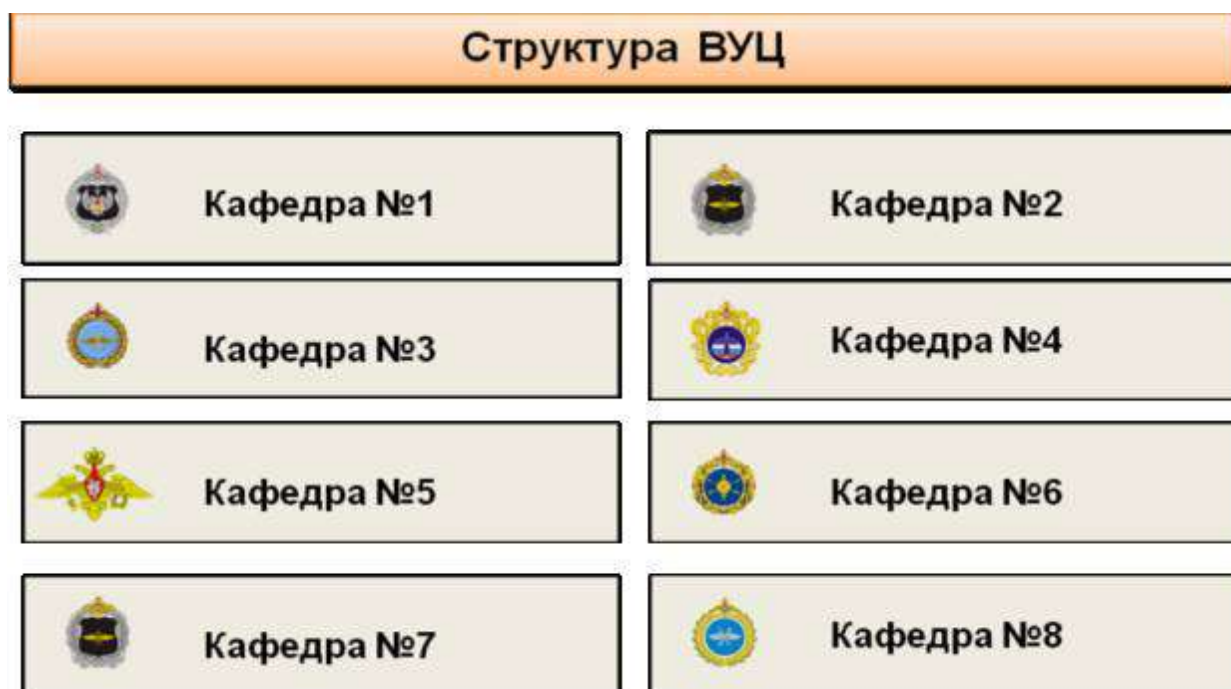 Структура ВУЦ
Кафедра №1
Кафедра №2
Кафедра №3
Кафедра №4
Кафедра №5
Кафедра №6
Кафедра №7
Кафедра №8